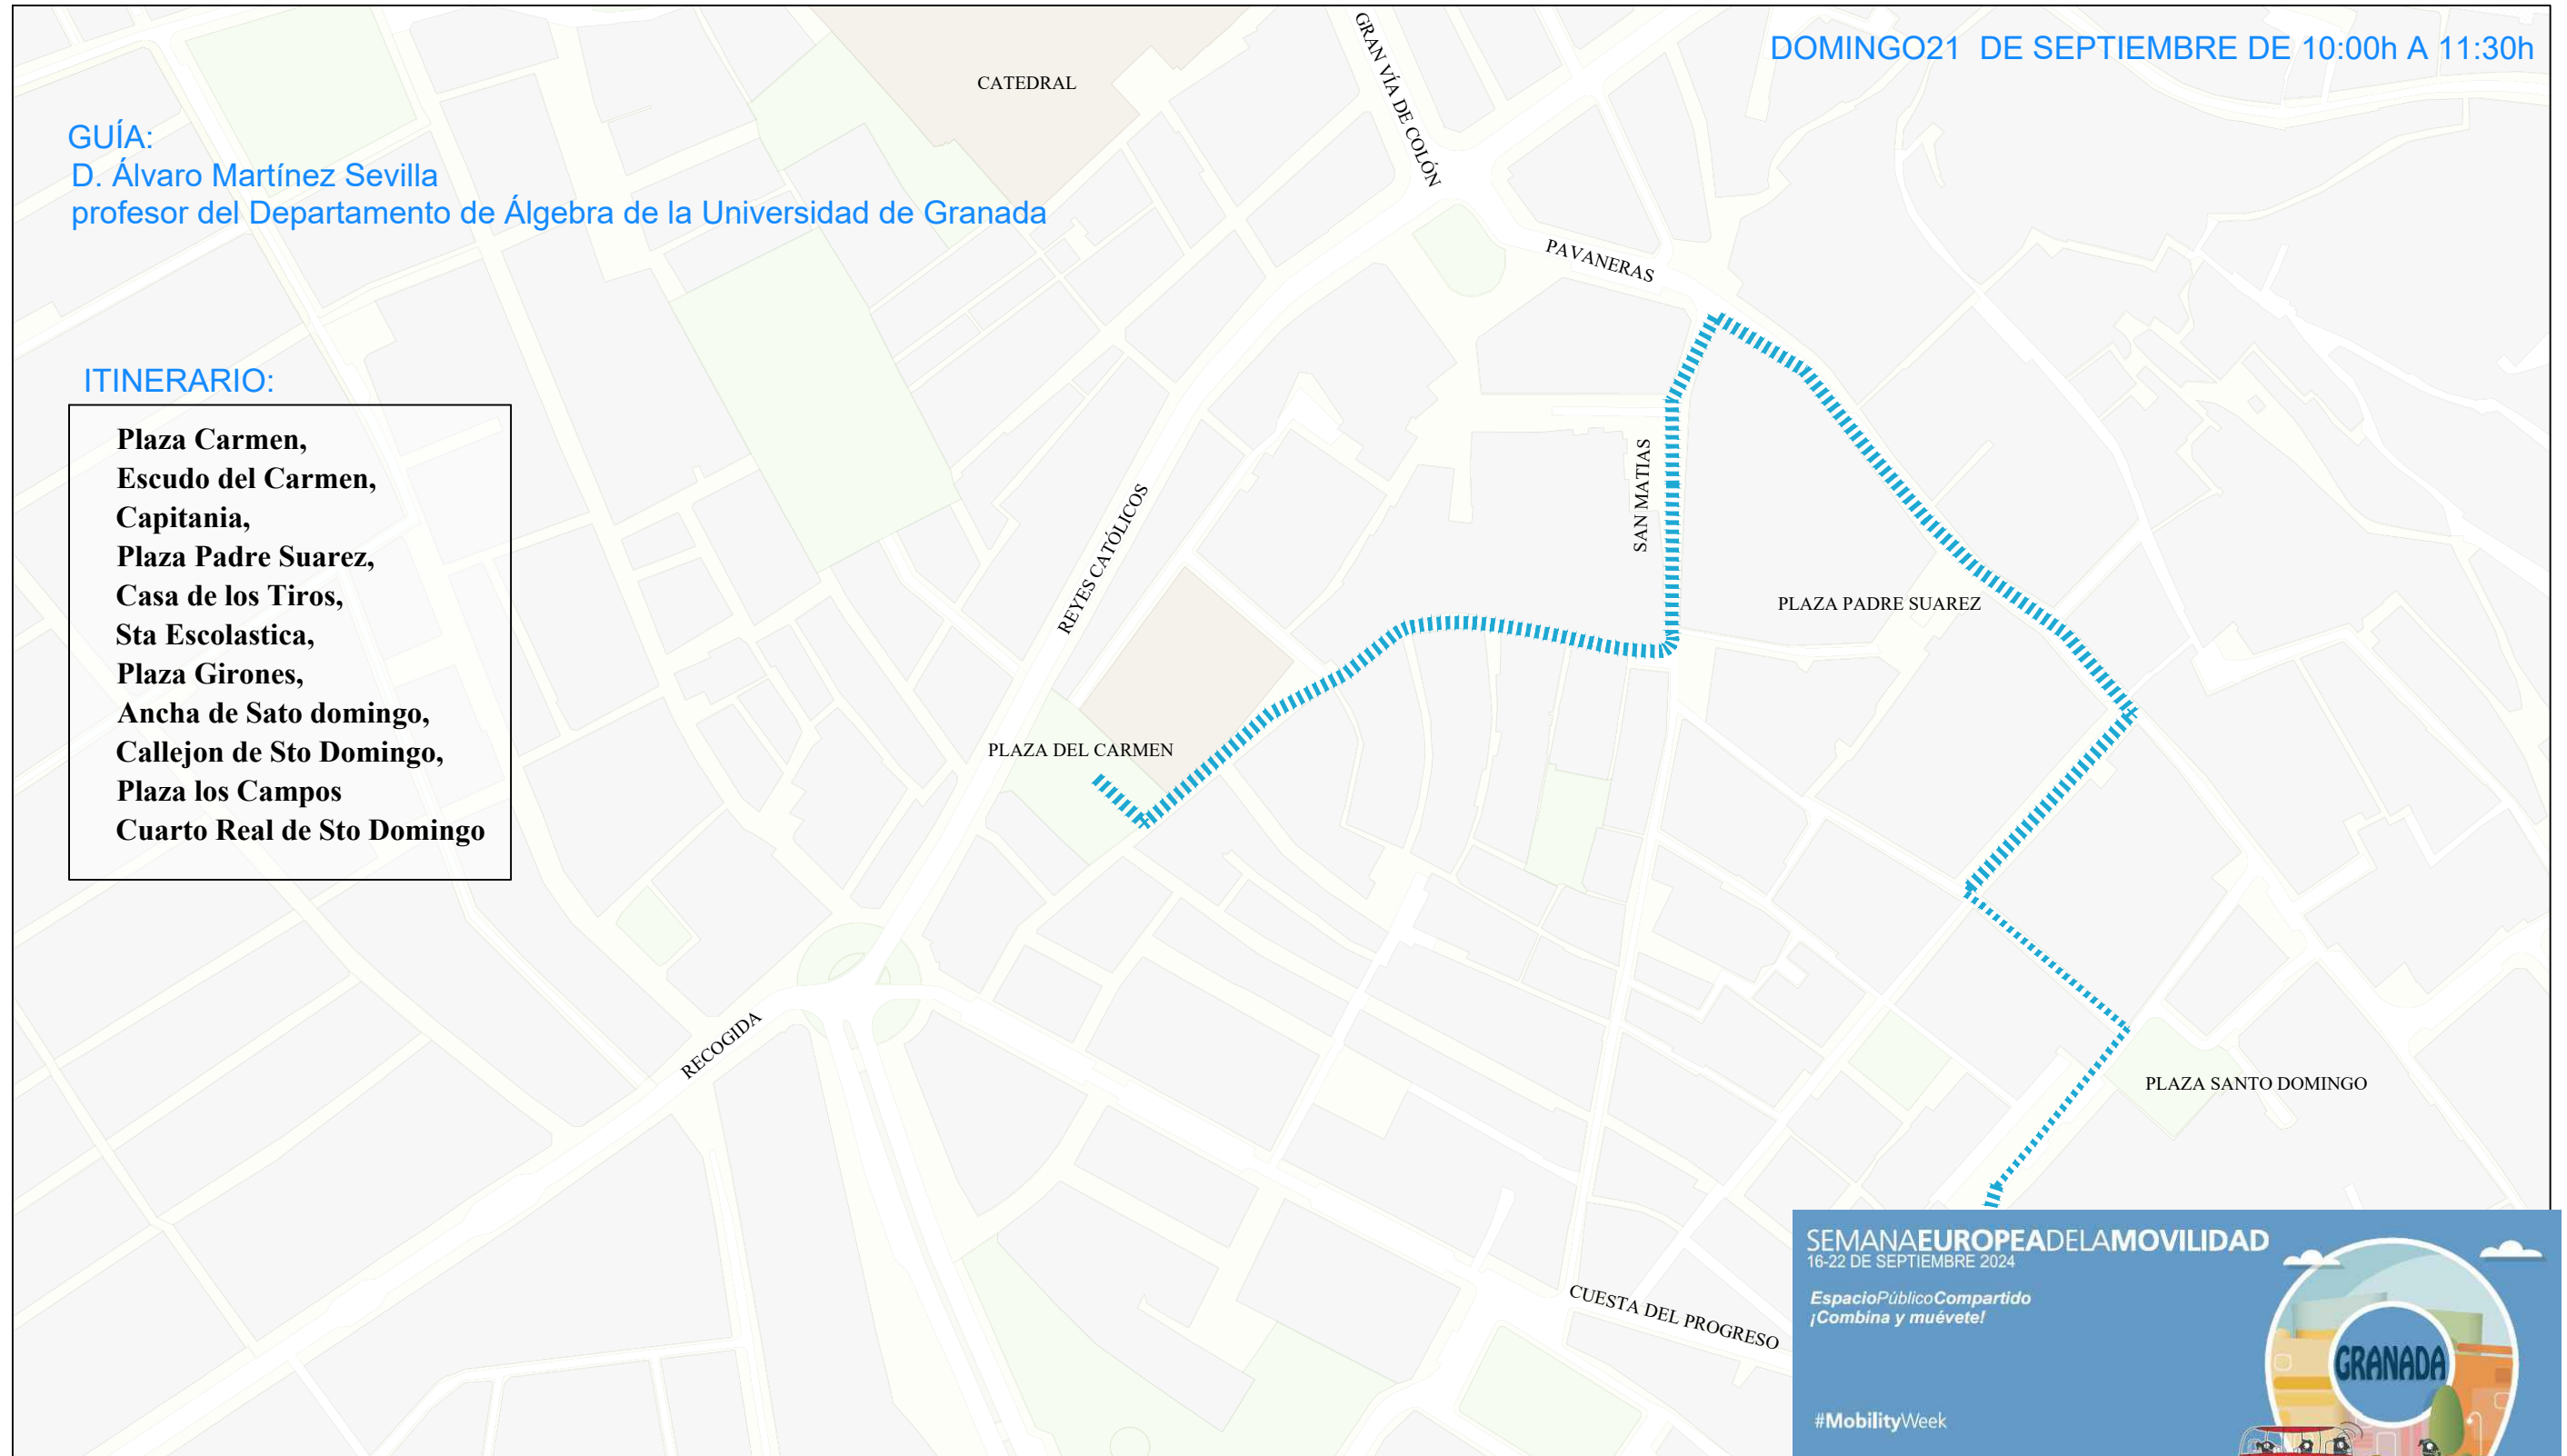 DOMINGO21 DE SEPTIEMBRE DE 10:00h A 11:30h
CATEDRAL
GRAN VÍA DE COLÓN
GUÍA:
D. Álvaro Martínez Sevilla
profesor del Departamento de Álgebra de la Universidad de Granada
PAVANERAS
ITINERARIO:
Plaza Carmen,
Escudo del Carmen,
Capitania,
Plaza Padre Suarez,
Casa de los Tiros,
Sta Escolastica,
Plaza Girones,
Ancha de Sato domingo,
Callejon de Sto Domingo,
Plaza los Campos
Cuarto Real de Sto Domingo
REYES CATÓLICOS
SAN MATIAS
PLAZA PADRE SUAREZ
PLAZA DEL CARMEN
RECOGIDA
PLAZA SANTO DOMINGO
CUESTA DEL PROGRESO
SEMANAEUROPEADELAMOVILIDAD
16-22 DE SEPTIEMBRE 2024
EspacioPúblicoCompartido
¡Combina y muévete!
GRANADA
#MobilityWeek